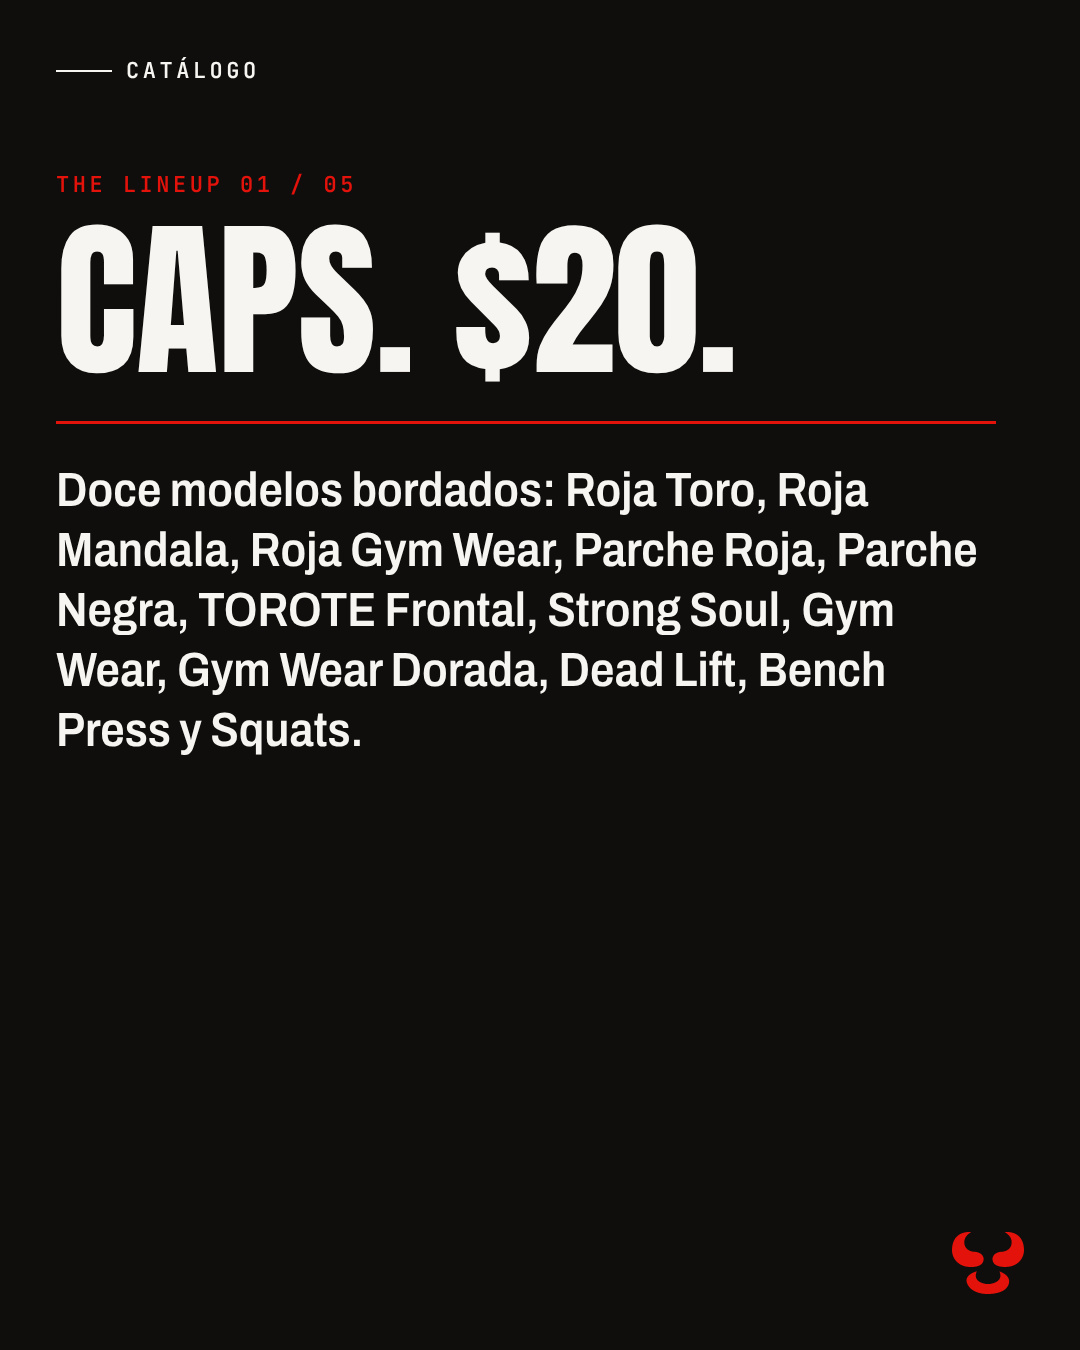 CATÁLOGO
THE LINEUP 01 / 05
CAPS. $20.
Doce modelos bordados: Roja Toro, Roja
Mandala, Roja Gym Wear, Parche Roja, Parche
Negra, TOROTE Frontal, Strong Soul, Gym
Wear, Gym Wear Dorada, Dead Lift, Bench
Press y Squats.